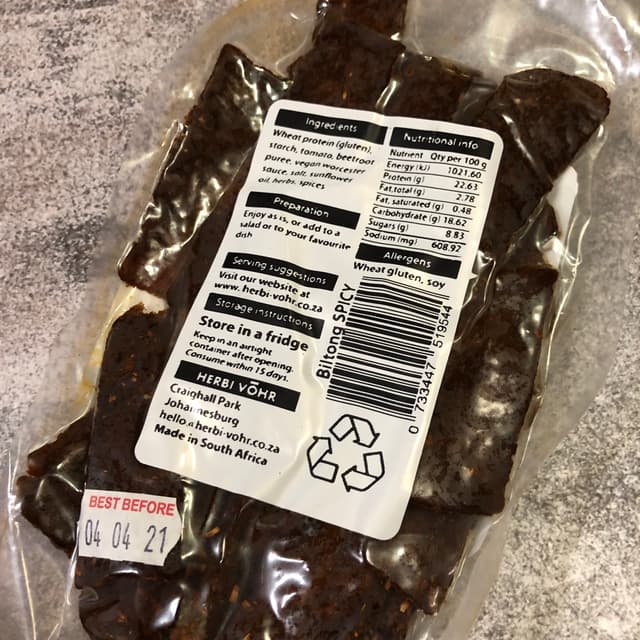 Ingredients
Wheat protein (gluten),
starch, tomato, beetroot
puree, vegan worcester
sauce, salt, sunflower
oil, herbs, spices
Preparation
Enjoy as is, or add to a
salad or to your favourite
dish
Serving suggestions
Visit our website at
www. herbi-vohr.co.za
Storage instructions
Store in a fridge
Keep in an airtight
container after opening.
Consume within 15 days.
HERBI VŌHR
Craighall Park
Johannesburg
hello@herbi-vohr.co.za
Made in South Africa
Nutritional info
Nutrient Qty per 100 g
Energy (kJ) 1021.60
Protein (g) 22.63
Fat, total (g) 2.78
Fat, saturated (g) 0.48
Carbohydrate (g) 18.62
Sugars (g) 8.83
Sodium (mg) 608.92
Allergens
Wheat gluten, soy
Biltong SPICY
0 733447 519544
BEST BEFORE
04 04 21